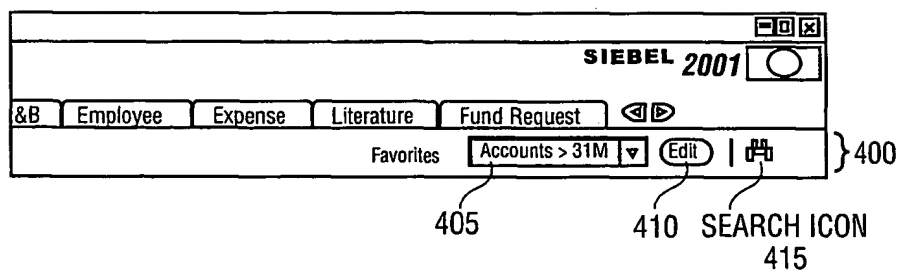 SIEBEL 2001
&B Employee Expense Literature Fund Request
Favorites Accounts > 31M Edit 400
405 410 SEARCH ICON
415